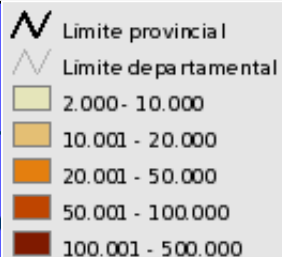 Límite provincial
Límite departamental
2.000- 10.000
10.001 - 20.000
20.001 - 50.000
50.001 - 100.000
100.001 - 500.000